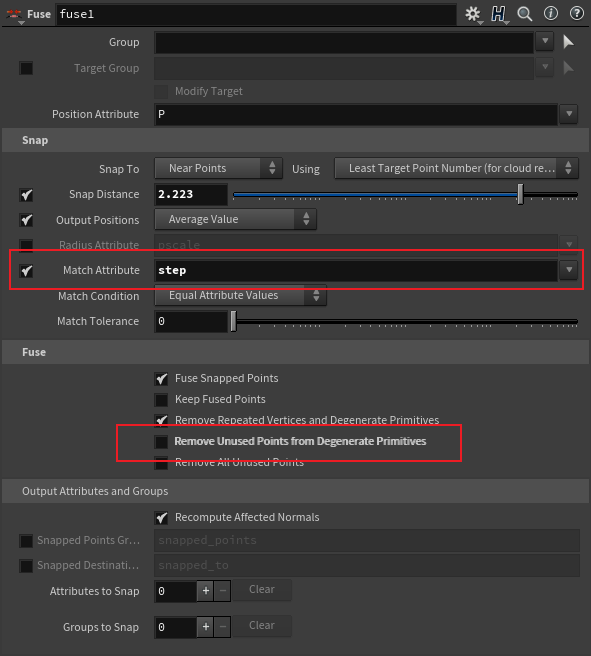 Fuse fuse1
Group
Target Group
Modify Target
Position Attribute P
Snap
Snap To Near Points Using Least Target Point Number (for cloud re...
Snap Distance 2.223
Output Positions Average Value
Radius Attribute pscale
Match Attribute step
Match Condition Equal Attribute Values
Match Tolerance 0
Fuse
Fuse Snapped Points
Keep Fused Points
Remove Repeated Vertices and Degenerate Primitives
Remove Unused Points from Degenerate Primitives
Remove All Unused Points
Output Attributes and Groups
Recompute Affected Normals
Snapped Points Gr... snapped_points
Snapped Destinati... snapped_to
Attributes to Snap 0 + − Clear
Groups to Snap 0 + − Clear